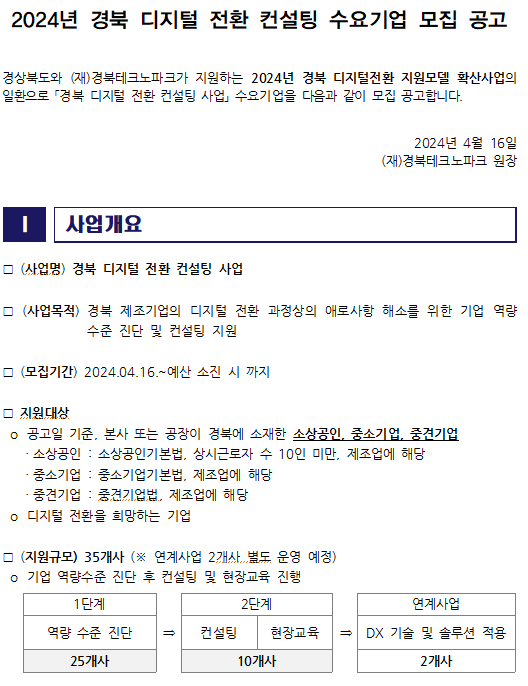 2024년 경북 디지털 전환 컨설팅 수요기업 모집 공고
경상북도와 (재)경북테크노파크가 지원하는 2024년 경북 디지털전환 지원모델 확산사업의
일환으로 「경북 디지털 전환 컨설팅 사업」 수요기업을 다음과 같이 모집 공고합니다.
2024년 4월 16일
(재)경북테크노파크 원장
Ⅰ 사업개요
□ (사업명) 경북 디지털 전환 컨설팅 사업
□ (사업목적) 경북 제조기업의 디지털 전환 과정상의 애로사항 해소를 위한 기업 역량
수준 진단 및 컨설팅 지원
□ (모집기간) 2024.04.16.~예산 소진 시 까지
□ 지원대상
o 공고일 기준, 본사 또는 공장이 경북에 소재한 소상공인, 중소기업, 중견기업
· 소상공인 : 소상공인기본법, 상시근로자 수 10인 미만, 제조업에 해당
· 중소기업 : 중소기업기본법, 제조업에 해당
· 중견기업 : 중견기업법, 제조업에 해당
o 디지털 전환을 희망하는 기업
□ (지원규모) 35개사 (※ 연계사업 2개사 별도 운영 예정)
o 기업 역량수준 진단 후 컨설팅 및 현장교육 진행
1단계 2단계 연계사업
역량 수준 진단 ⇒ 컨설팅 현장교육 ⇒ DX 기술 및 솔루션 적용
25개사 10개사 2개사